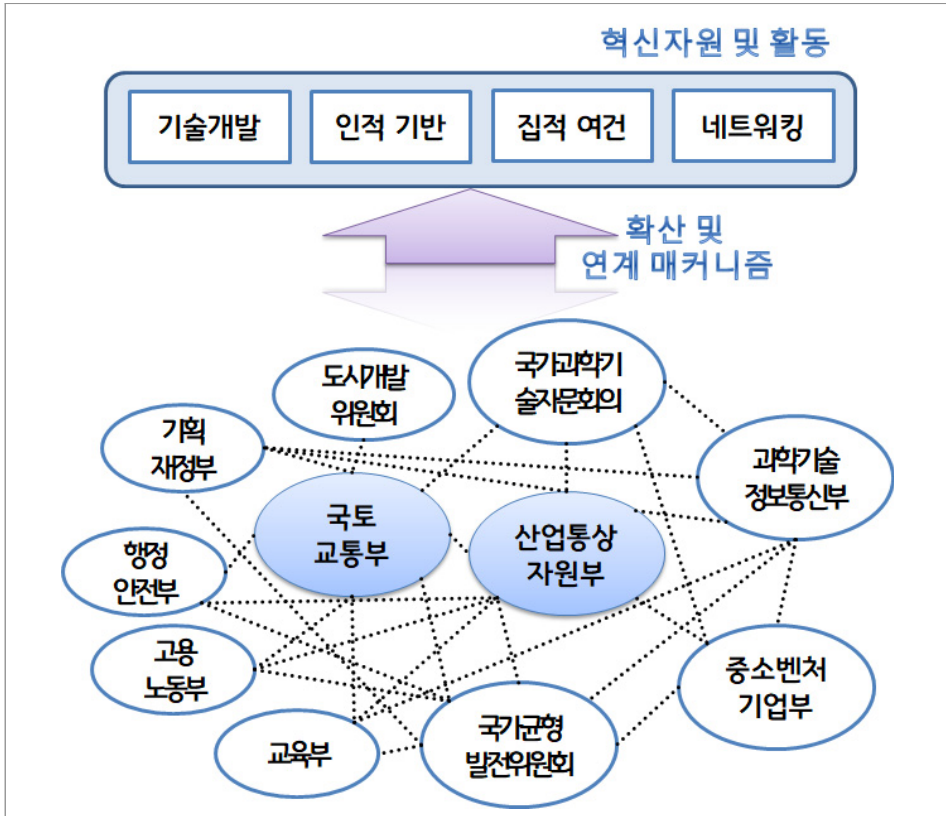 혁신자원 및 활동
기술개발
인적 기반
집적 여건
네트워킹
확산 및
연계 매커니즘
도시개발
위원회
국가과학기
술자문회의
기획
재정부
과학기술
정보통신부
국토
교통부
산업통상
자원부
행정
안전부
고용
노동부
중소벤처
기업부
교육부
국가균형
발전위원회